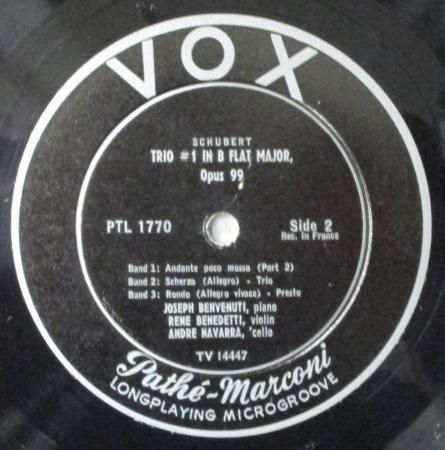 VOX
SCHUBERT
TRIO #1 IN B FLAT MAJOR,
Opus 99
PTL 1770
Side 2
Rec. in France
Band 1: Andante poco mosso (Part 2)
Band 2: Scherzo (Allegro) - Trio
Band 3: Rondo (Allegro vivace) - Presto
JOSEPH BENVENUTI, piano
RENE BENEDETTI, violin
ANDRE NAVARRA, 'cello
TV 14447
Pathé-Marconi
LONGPLAYING MICROGROOVE